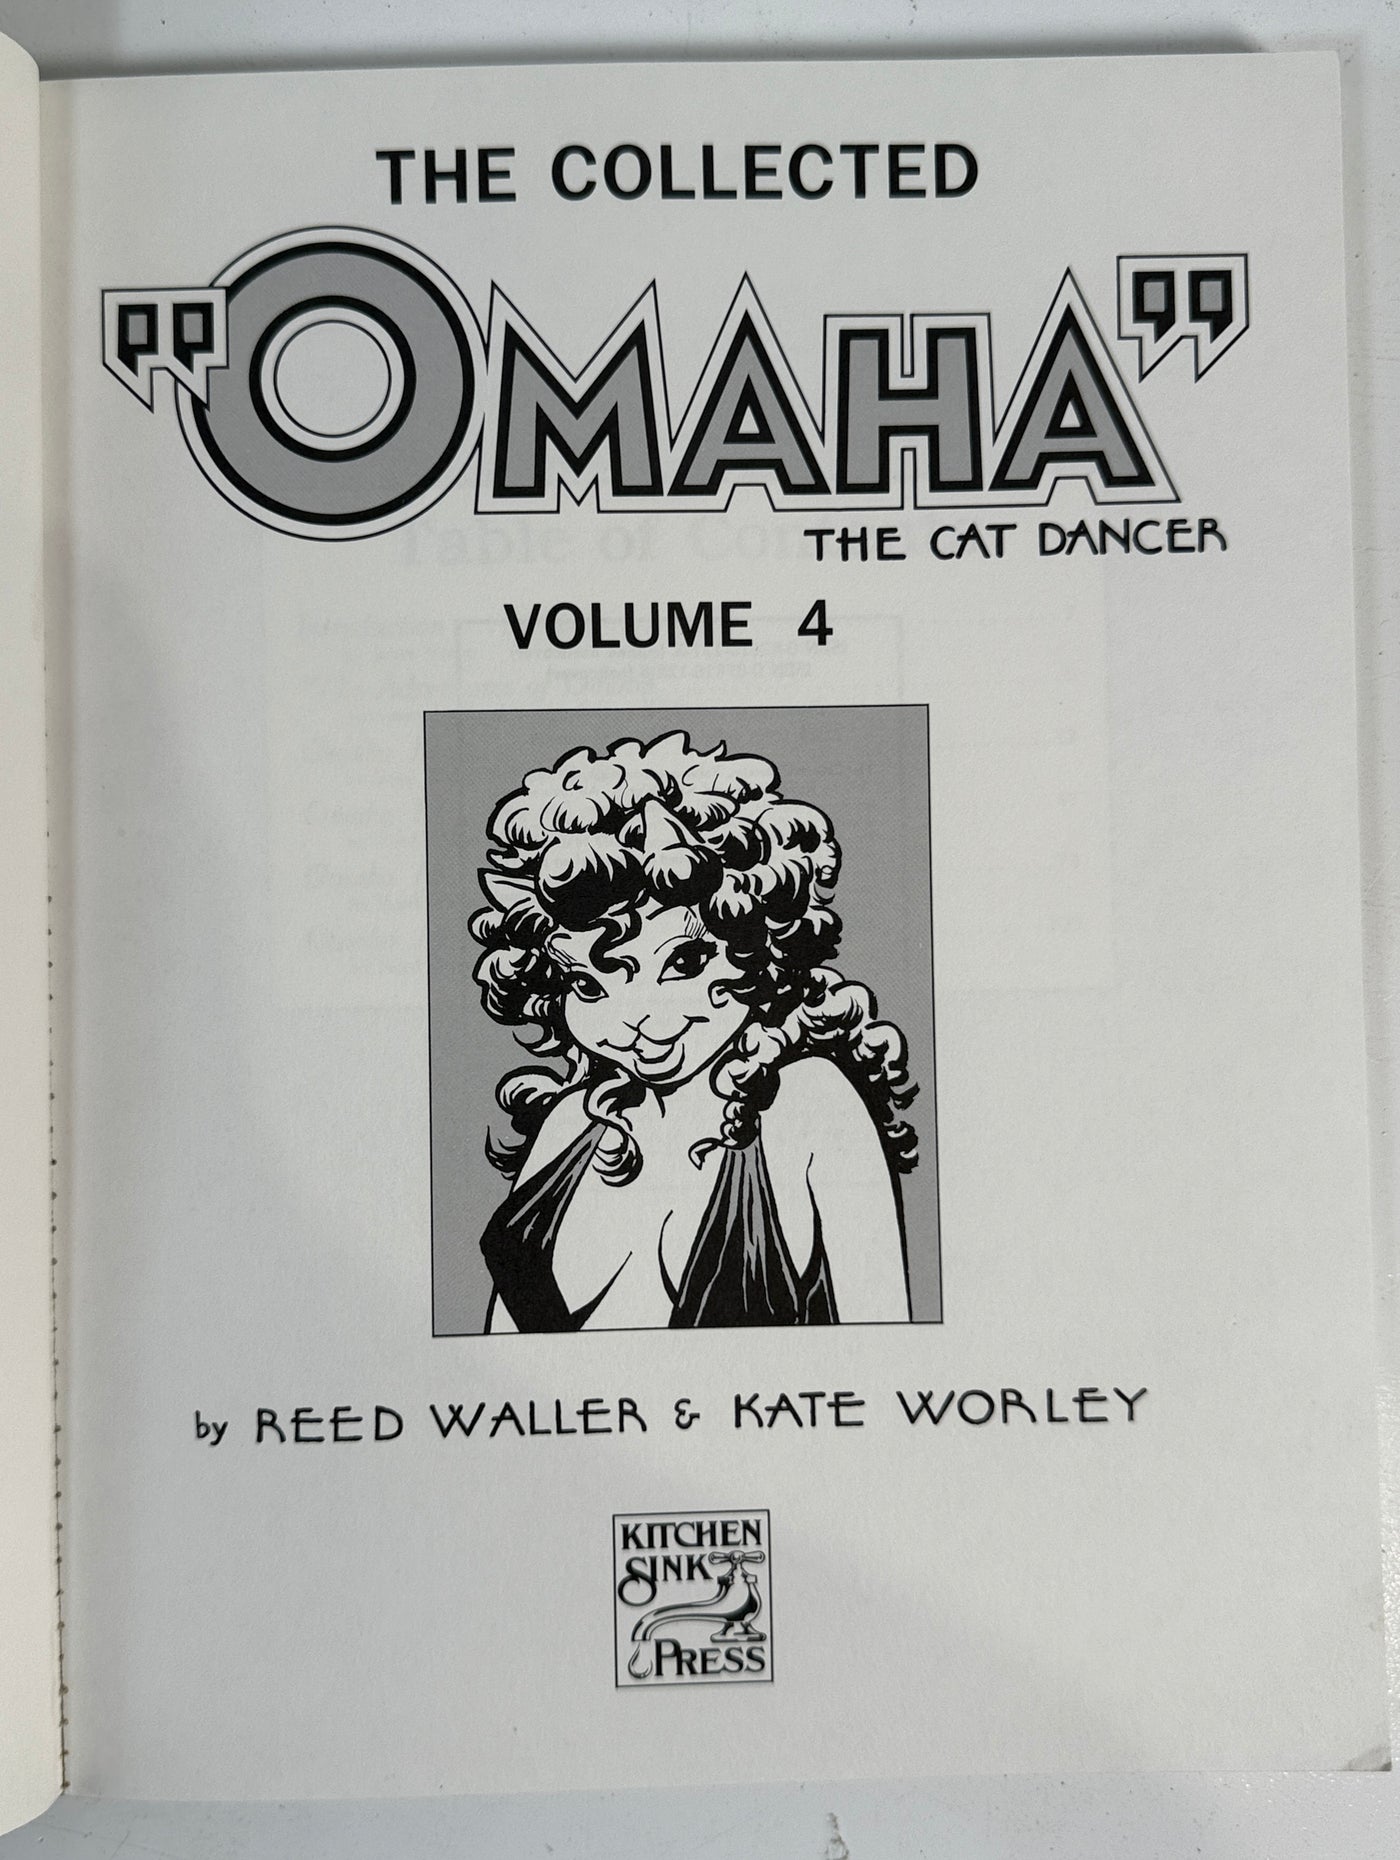 THE COLLECTED
"OMAHA"
THE CAT DANCER
VOLUME 4
by REED WALLER & KATE WORLEY
KITCHEN
SINK
PRESS